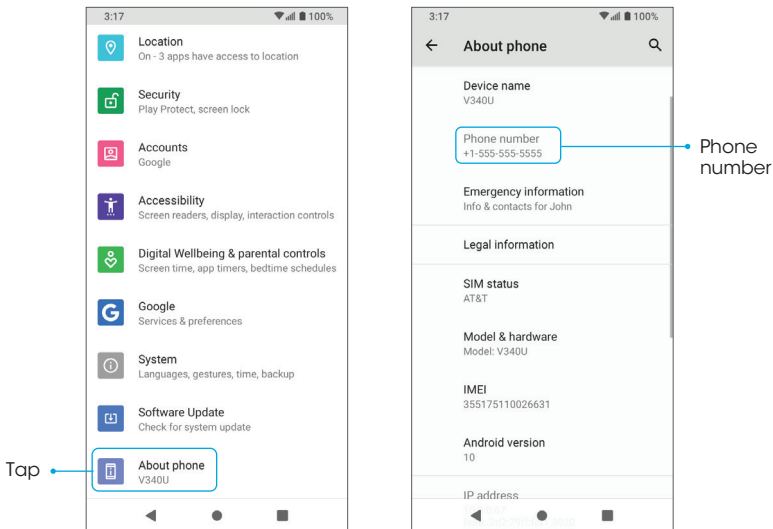 3:17
100%
Location
On - 3 apps have access to location
Security
Play Protect, screen lock
Accounts
Google
Accessibility
Screen readers, display, interaction controls
Digital Wellbeing & parental controls
Screen time, app timers, bedtime schedules
G
Google
Services & preferences
System
Languages, gestures, time, backup
Software Update
Check for system update
Tap
About phone
V340U
3:17
100%
About phone
Device name
V340U
Phone number
+1-555-555-5555
Phone
number
Emergency information
Info & contacts for John
Legal information
SIM status
AT&T
Model & hardware
Model: V340U
IMEI
355175110026631
Android version
10
IP address